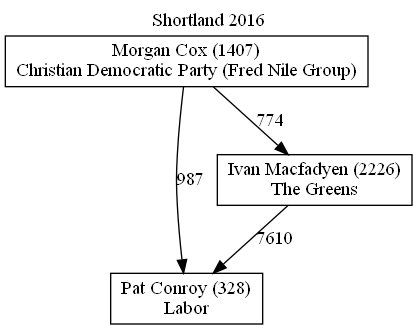 Shortland 2016
Morgan Cox (1407)
Christian Democratic Party (Fred Nile Group)
774
Ivan Macfadyen (2226)
The Greens
987
7610
Pat Conroy (328)
Labor